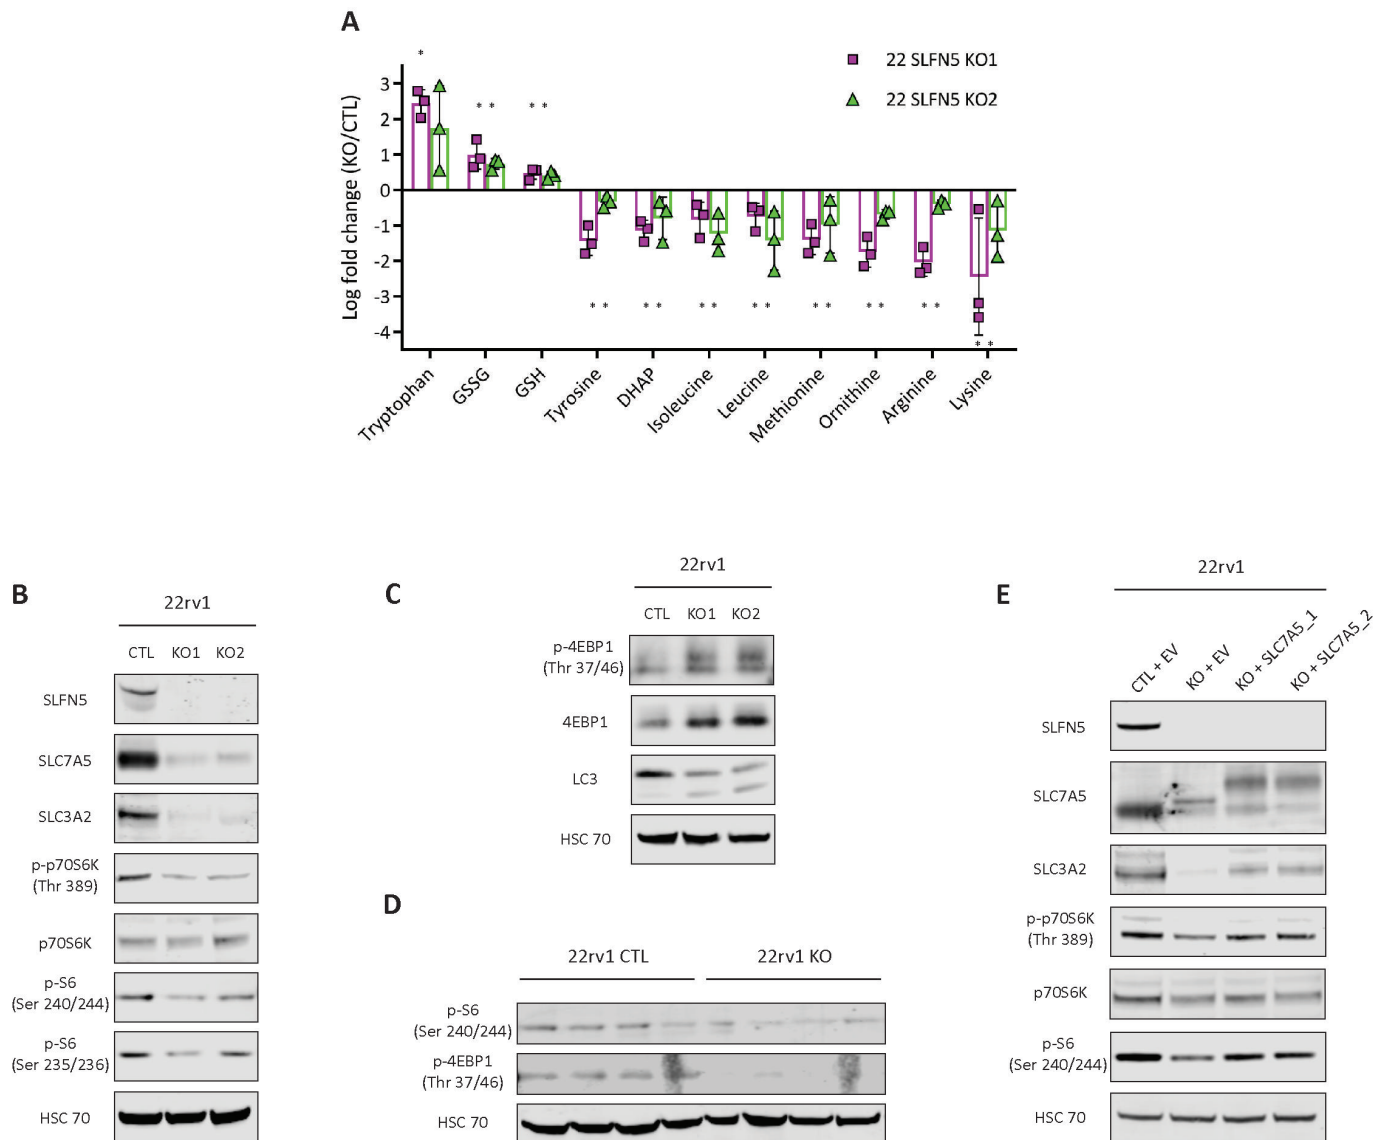 A
22 SLFN5 KO1
22 SLFN5 KO2
Log fold change (KO/CTL)
3
2
1
0
-1
-2
-3
-4
*
* *
* *
* *
* *
* *
* *
* *
* *
* *
* *
Tryptophan
GSSG
GSH
Tyrosine
DHAP
Isoleucine
Leucine
Methionine
Ornithine
Arginine
Lysine
B
22rv1
CTL KO1 KO2
SLFN5
SLC7A5
SLC3A2
p-p70S6K
(Thr 389)
p70S6K
p-S6
(Ser 240/244)
p-S6
(Ser 235/236)
HSC 70
C
22rv1
CTL KO1 KO2
p-4EBP1
(Thr 37/46)
4EBP1
LC3
HSC 70
D
22rv1 CTL 22rv1 KO
p-S6
(Ser 240/244)
p-4EBP1
(Thr 37/46)
HSC 70
E
22rv1
CTL + EV
KO + EV
KO + SLC7A5_1
KO + SLC7A5_2
SLFN5
SLC7A5
SLC3A2
p-p70S6K
(Thr 389)
p70S6K
p-S6
(Ser 240/244)
HSC 70